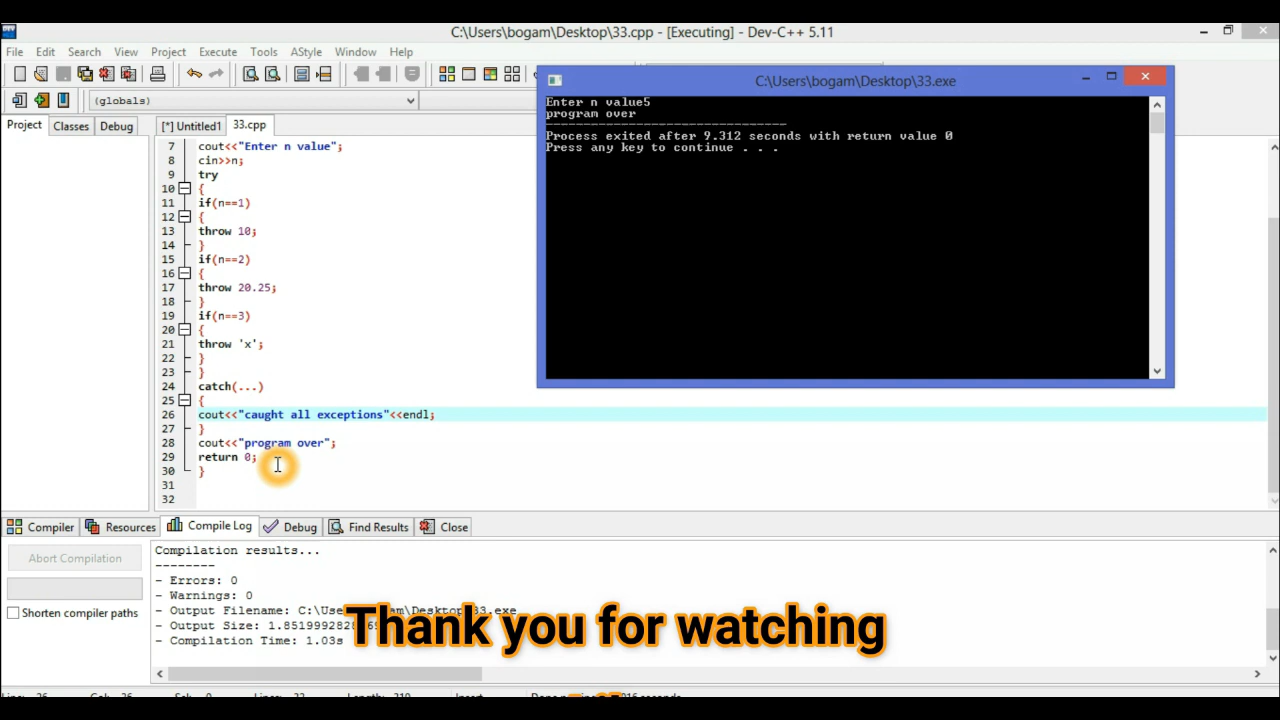 C:\Users\bogam\Desktop\33.cpp - [Executing] - Dev-C++ 5.11
File Edit Search View Project Execute Tools AStyle Window Help
C:\Users\bogam\Desktop\33.exe
(globals)
Project Classes Debug [*] Untitled1 33.cpp
Enter n value5
program over
--------------------------------
Process exited after 9.312 seconds with return value 0
Press any key to continue . . .
7 cout<<"Enter n value";
8 cin>>n;
9 try
10 {
11 if(n==1)
12 {
13 throw 10;
14 }
15 if(n==2)
16 {
17 throw 20.25;
18 }
19 if(n==3)
20 {
21 throw 'x';
22 }
23 }
24 catch(...)
25 {
26 cout<<"caught all exceptions"<<endl;
27 }
28 cout<<"program over";
29 return 0;
30 }
31
32
Compiler Resources Compile Log Debug Find Results Close
Abort Compilation
Shorten compiler paths
Compilation results...
--------
- Errors: 0
- Warnings: 0
- Output Filename: C:\Users\bogam\Desktop\33.exe
- Output Size:
- Compilation Time: 1.03s
Thank you for watching